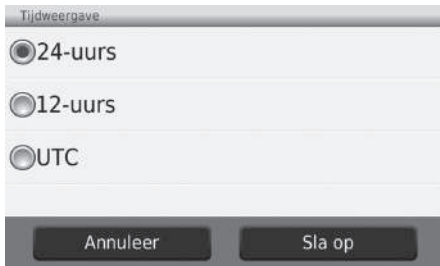 Tijdweergave
24-uurs
12-uurs
UTC
Annuleer
Sla op